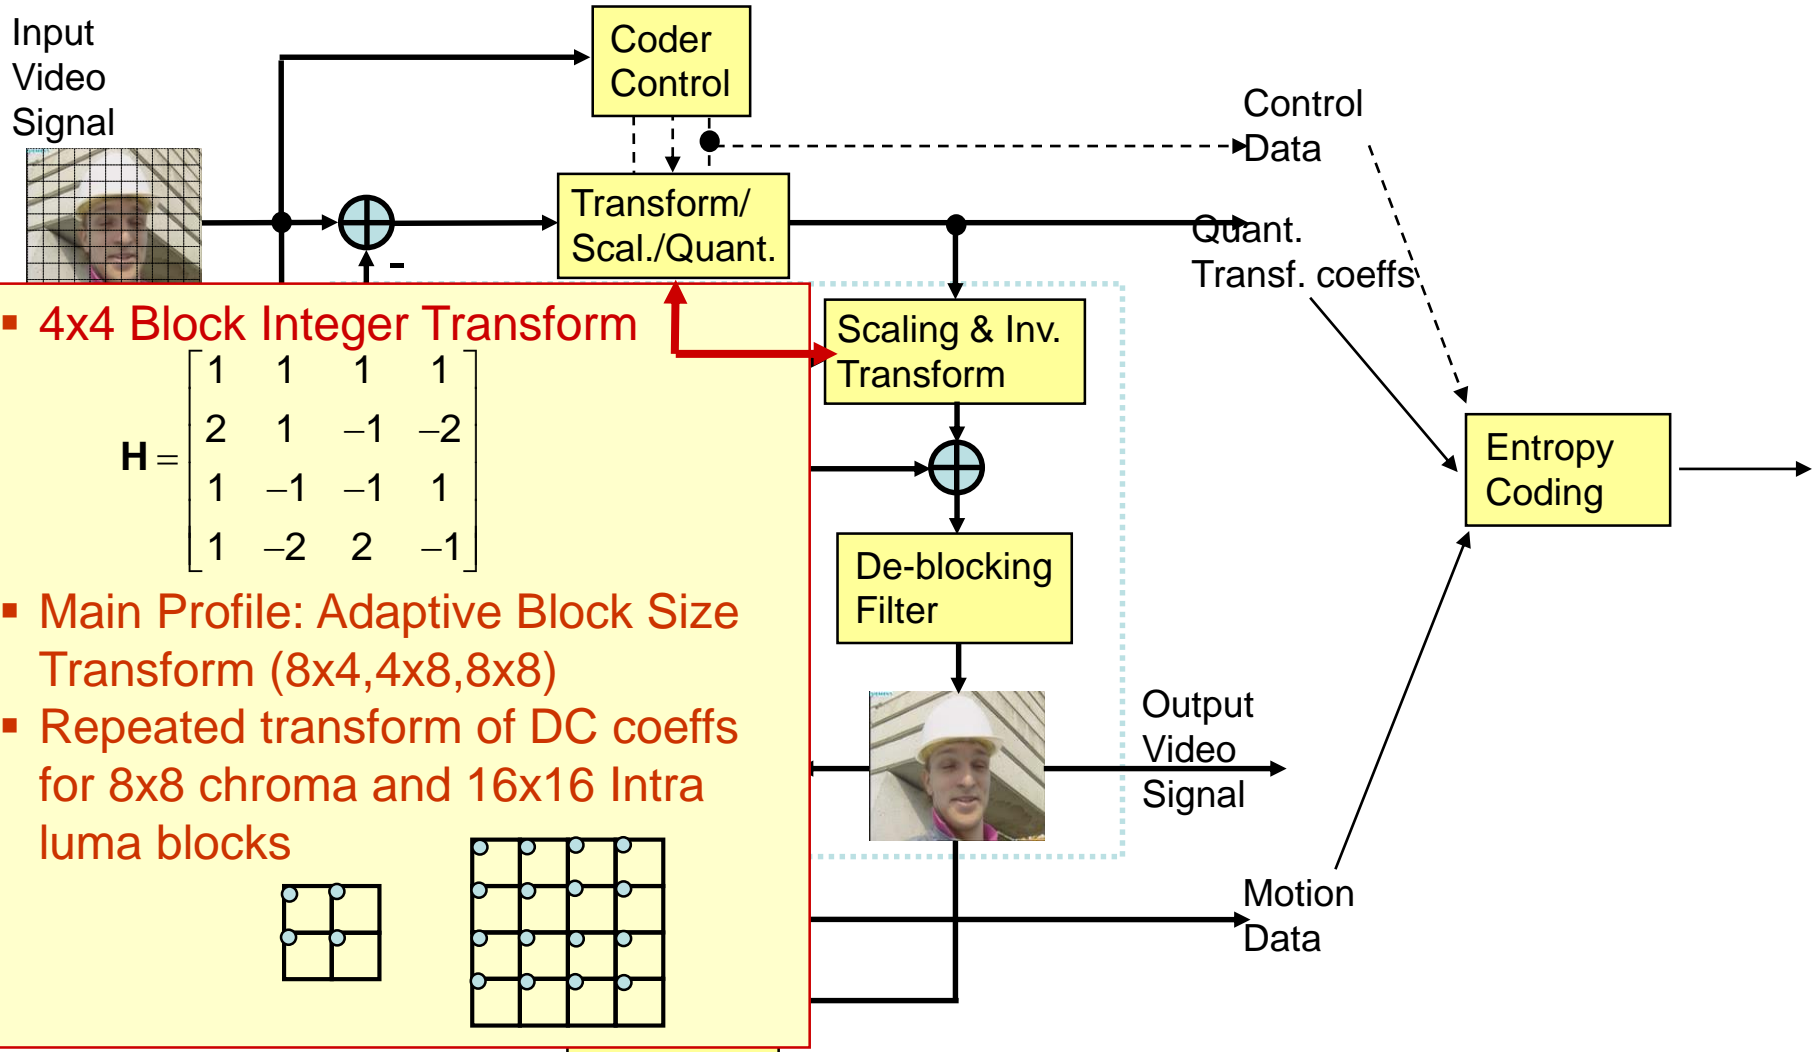 Input
Video
Signal
Coder
Control
Control
Data
Transform/
Scal./Quant.
Quant.
Transf. coeffs
-
▪ 4x4 Block Integer Transform
H = [1 1 1 1
2 1 −1 −2
1 −1 −1 1
1 −2 2 −1]
▪ Main Profile: Adaptive Block Size
Transform (8x4,4x8,8x8)
▪ Repeated transform of DC coeffs
for 8x8 chroma and 16x16 Intra
luma blocks
Scaling & Inv.
Transform
De-blocking
Filter
Entropy
Coding
Output
Video
Signal
Motion
Data